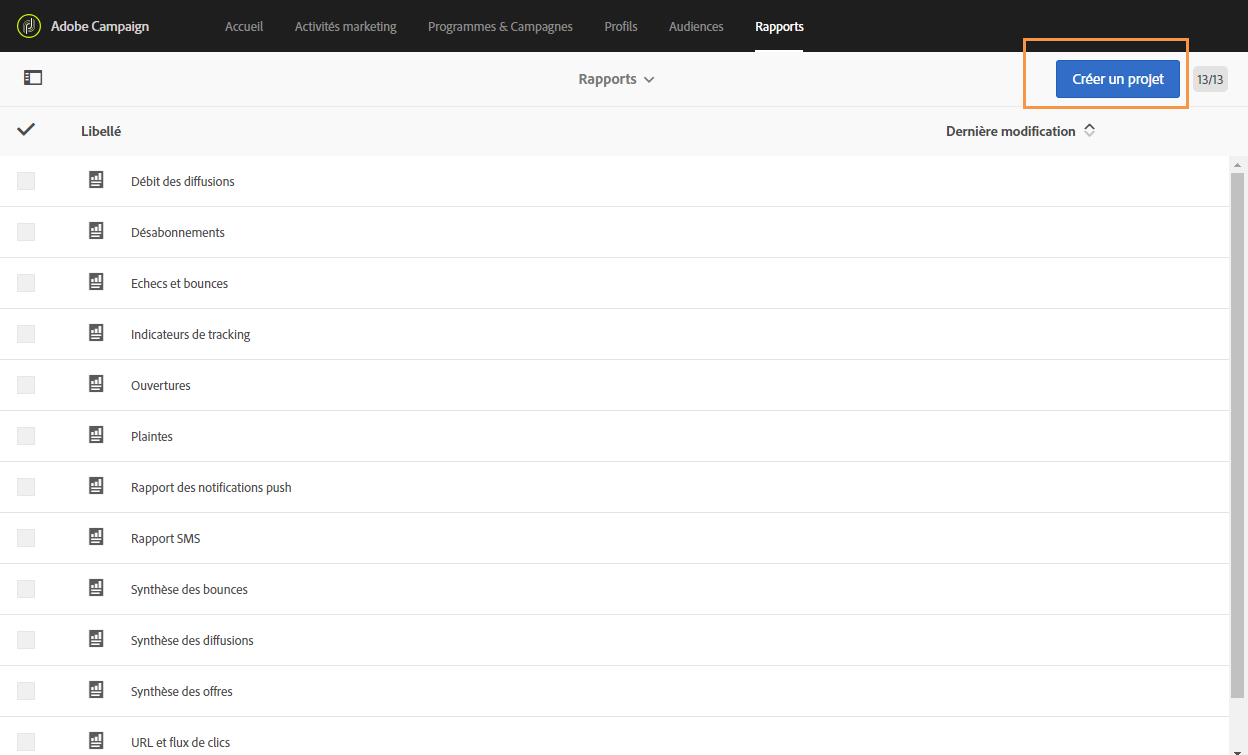 Adobe Campaign Accueil Activités marketing Programmes & Campagnes Profils Audiences Rapports
Rapports Créer un projet 13/13
Libellé Dernière modification
Débit des diffusions
Désabonnements
Echecs et bounces
Indicateurs de tracking
Ouvertures
Plaintes
Rapport des notifications push
Rapport SMS
Synthèse des bounces
Synthèse des diffusions
Synthèse des offres
URL et flux de clics